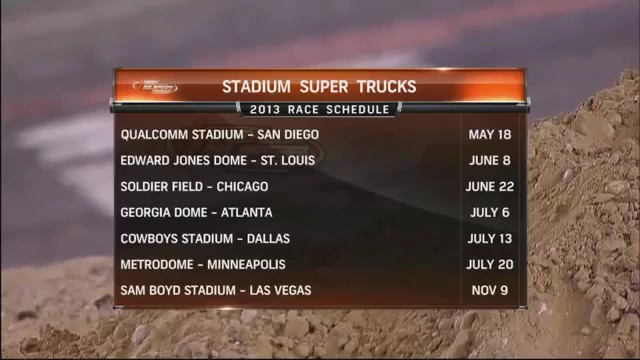 STADIUM SUPER TRUCKS
2013 RACE SCHEDULE
QUALCOMM STADIUM – SAN DIEGO MAY 18
EDWARD JONES DOME – ST. LOUIS JUNE 8
SOLDIER FIELD – CHICAGO JUNE 22
GEORGIA DOME – ATLANTA JULY 6
COWBOYS STADIUM – DALLAS JULY 13
METRODOME – MINNEAPOLIS JULY 20
SAM BOYD STADIUM – LAS VEGAS NOV 9